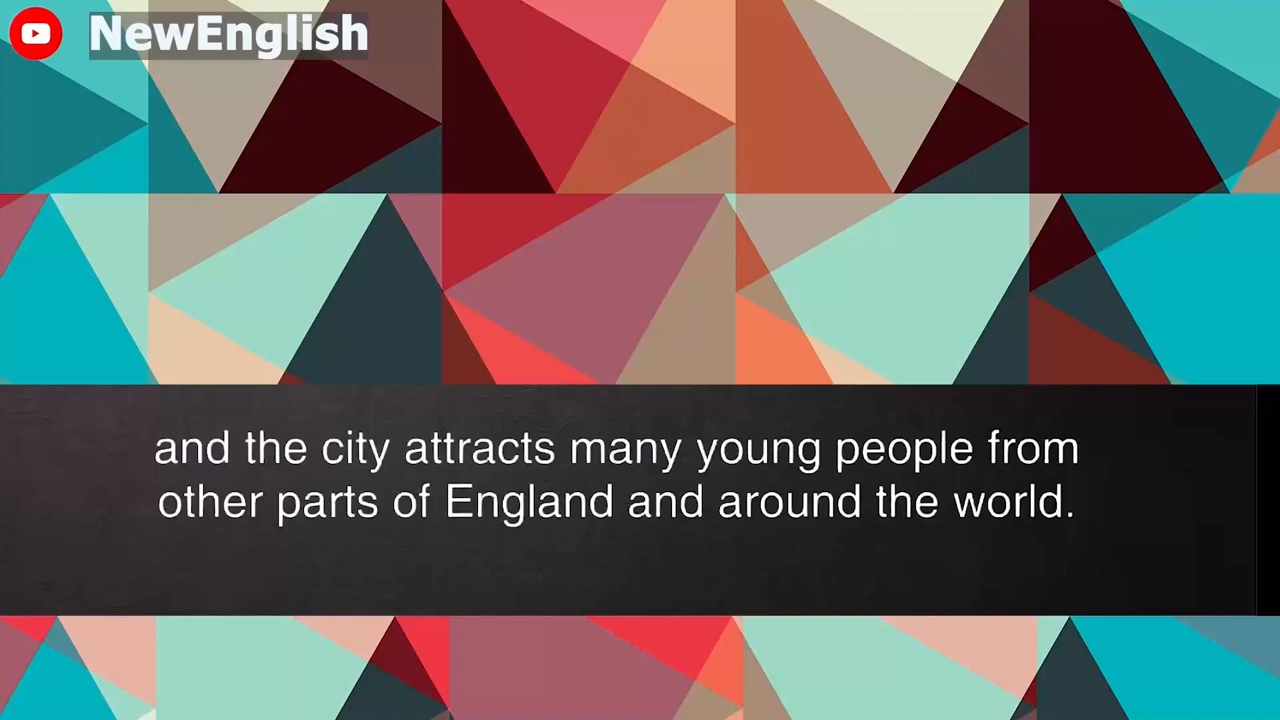 NewEnglish
and the city attracts many young people from
other parts of England and around the world.